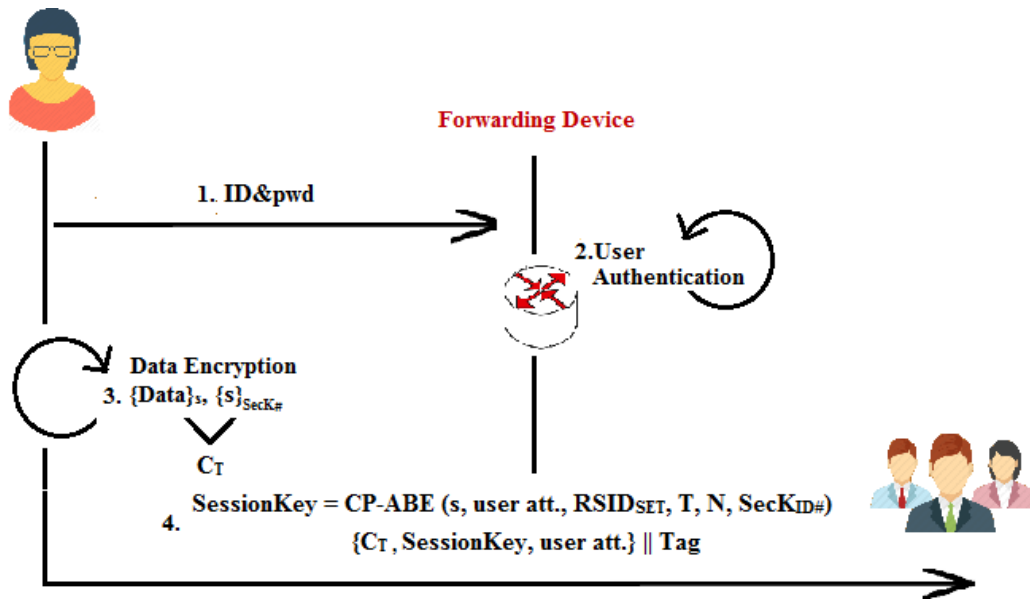 Forwarding Device
1. ID&pwd
2.User
Authentication
Data Encryption
3. {Data}s, {s}SecK#
CT
SessionKey = CP-ABE (s, user att., RSIDSET, T, N, SecKID#)
4.
{CT , SessionKey, user att.} || Tag